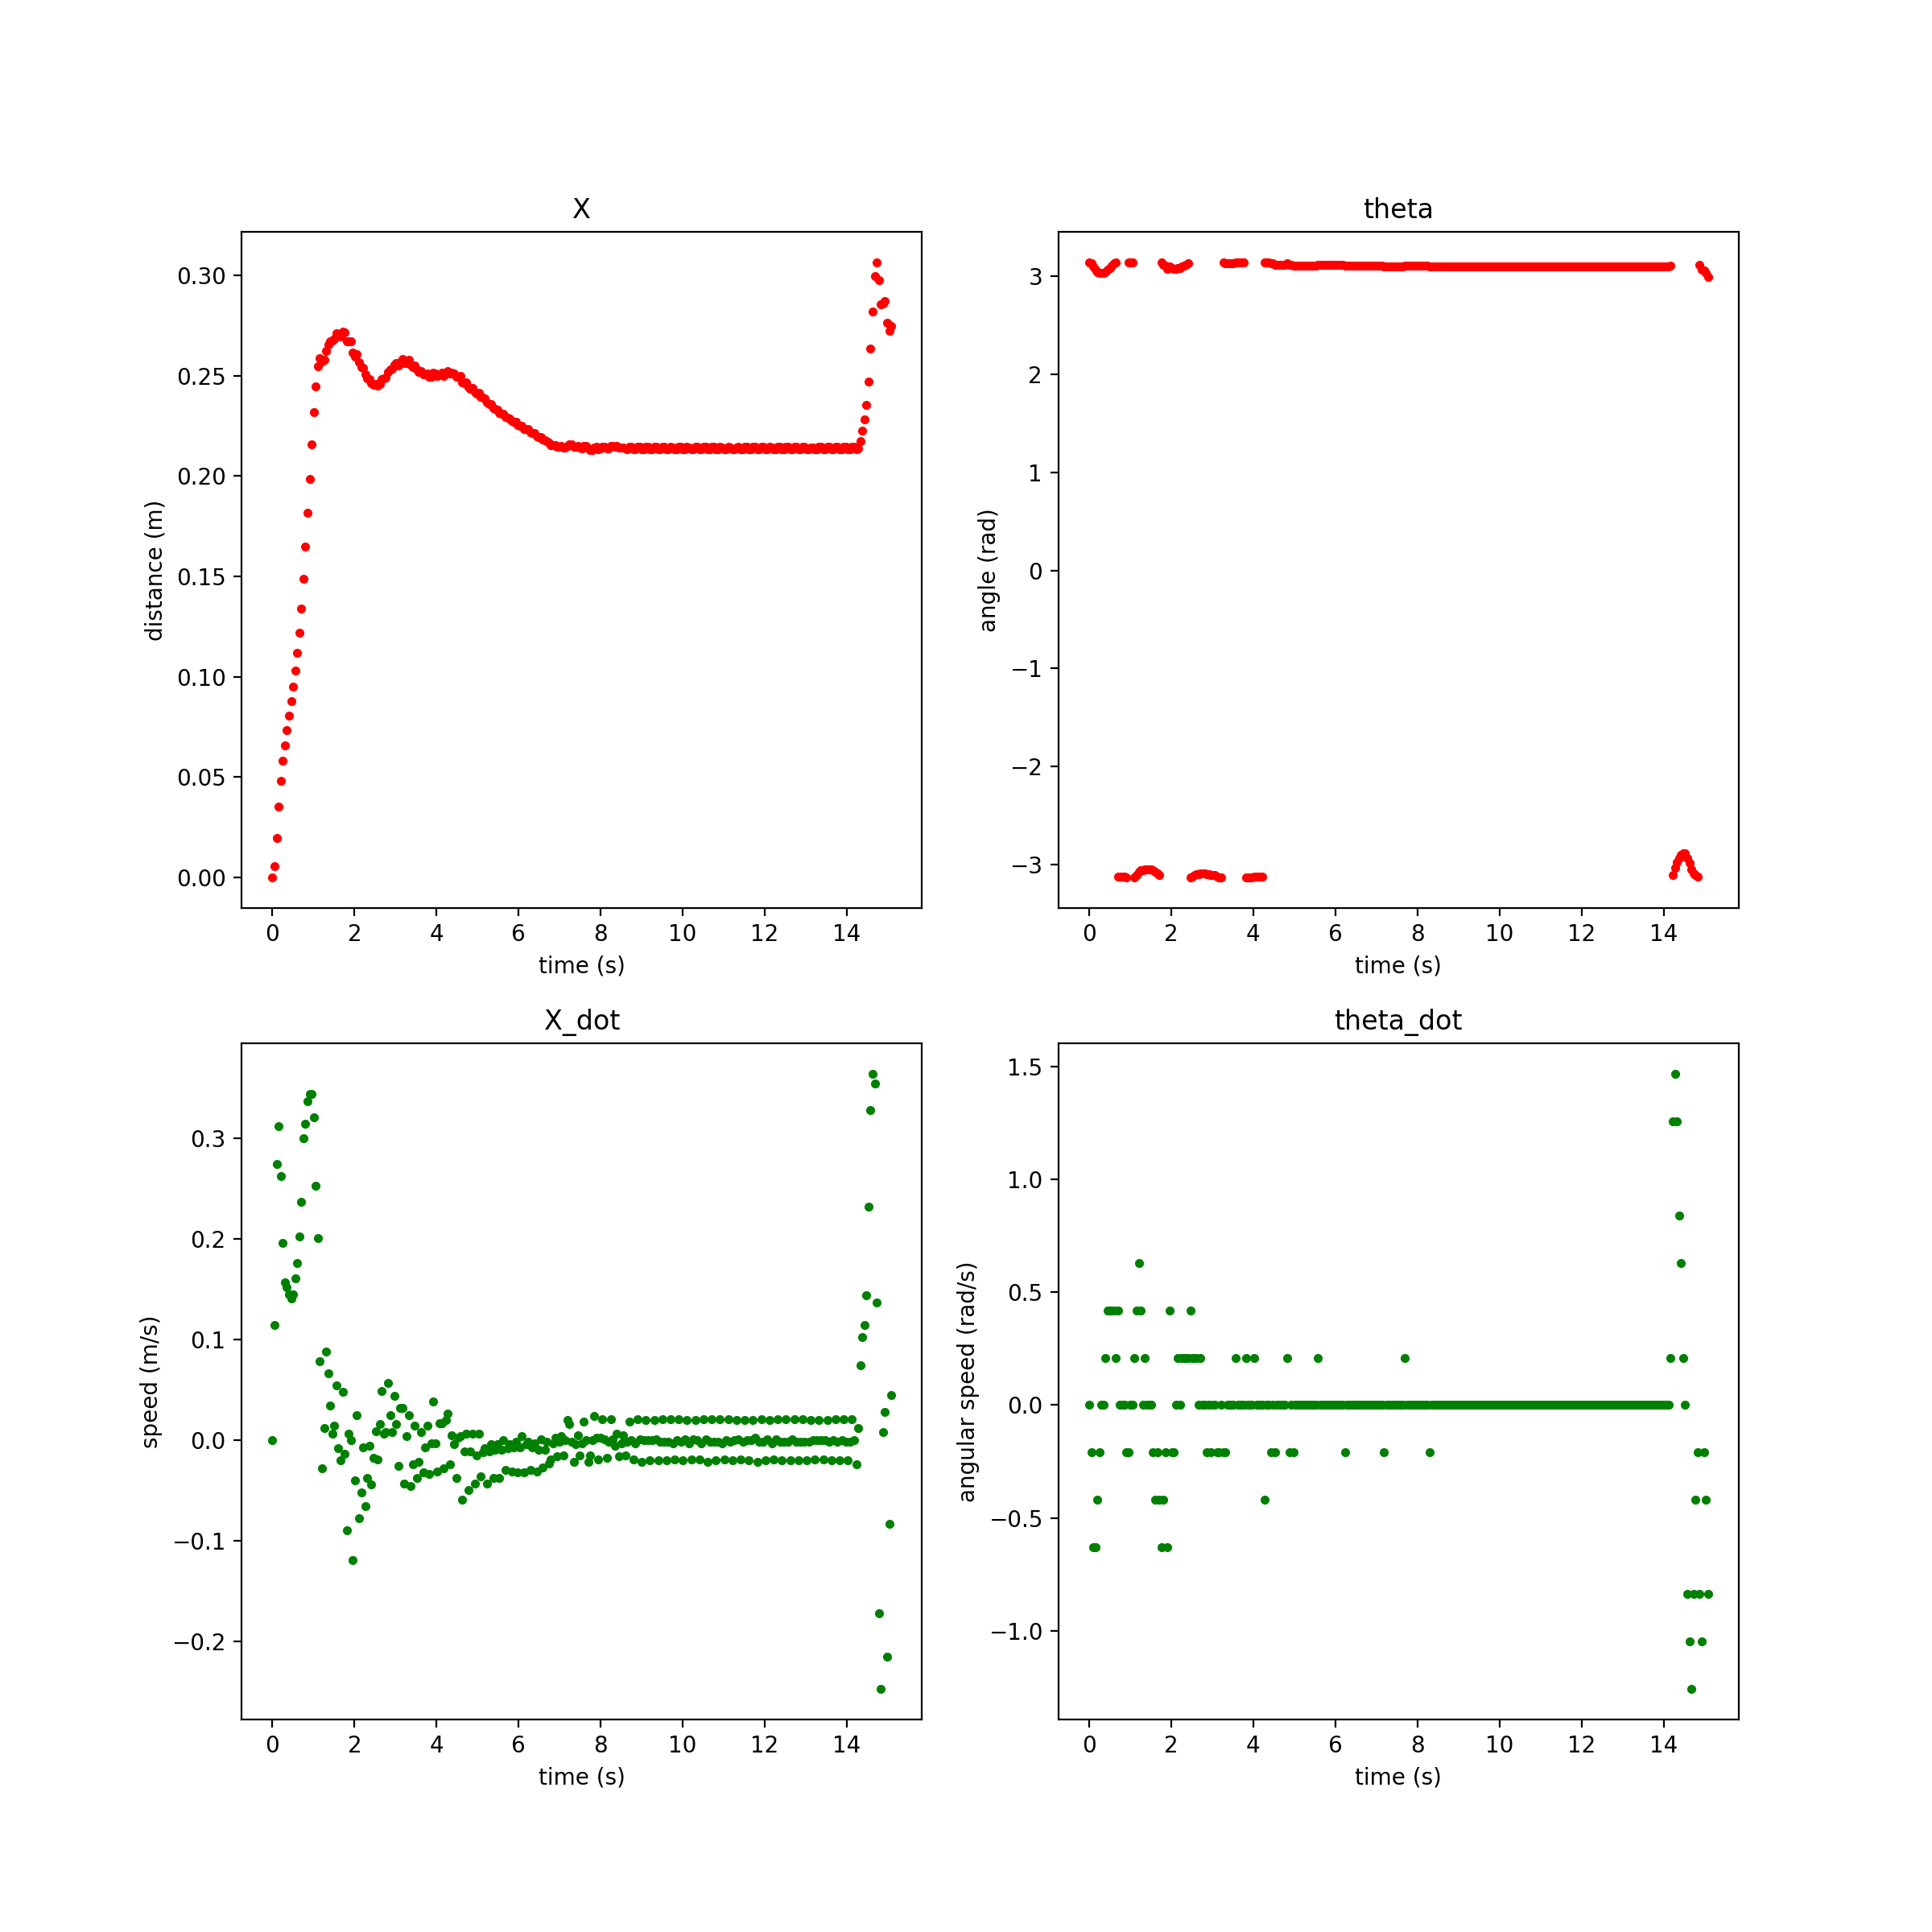 X
0.30
0.25
0.20
0.15
0.10
0.05
0.00
distance (m)
0 2 4 6 8 10 12 14
time (s)
theta
3
2
1
0
−1
−2
−3
angle (rad)
0 2 4 6 8 10 12 14
time (s)
X_dot
0.3
0.2
0.1
0.0
−0.1
−0.2
speed (m/s)
0 2 4 6 8 10 12 14
time (s)
theta_dot
1.5
1.0
0.5
0.0
−0.5
−1.0
angular speed (rad/s)
0 2 4 6 8 10 12 14
time (s)